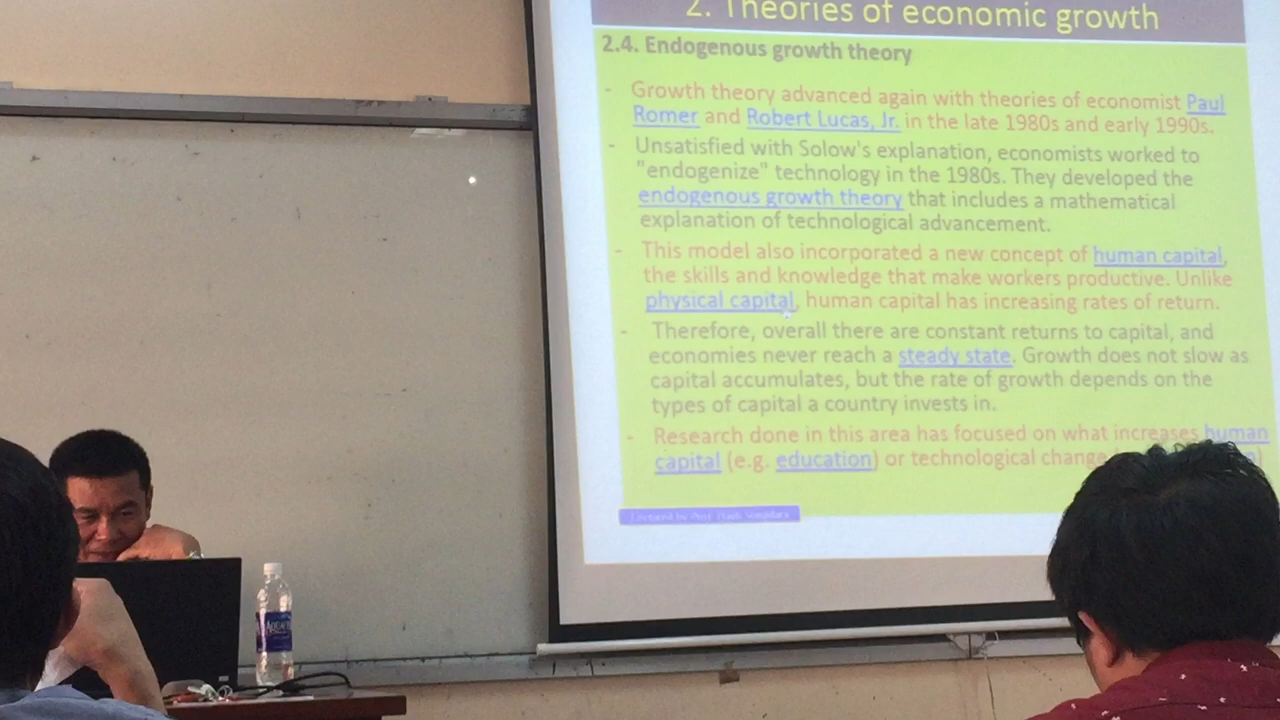 2. Theories of economic growth
2.4. Endogenous growth theory
- Growth theory advanced again with theories of economist Paul
Romer and Robert Lucas, Jr. in the late 1980s and early 1990s.
- Unsatisfied with Solow's explanation, economists worked to
"endogenize" technology in the 1980s. They developed the
endogenous growth theory that includes a mathematical
explanation of technological advancement.
- This model also incorporated a new concept of human capital,
the skills and knowledge that make workers productive. Unlike
physical capital, human capital has increasing rates of return.
- Therefore, overall there are constant returns to capital, and
economies never reach a steady state. Growth does not slow as
capital accumulates, but the rate of growth depends on the
types of capital a country invests in.
- Research done in this area has focused on what increases human
capital (e.g. education) or technological change
by Prof.